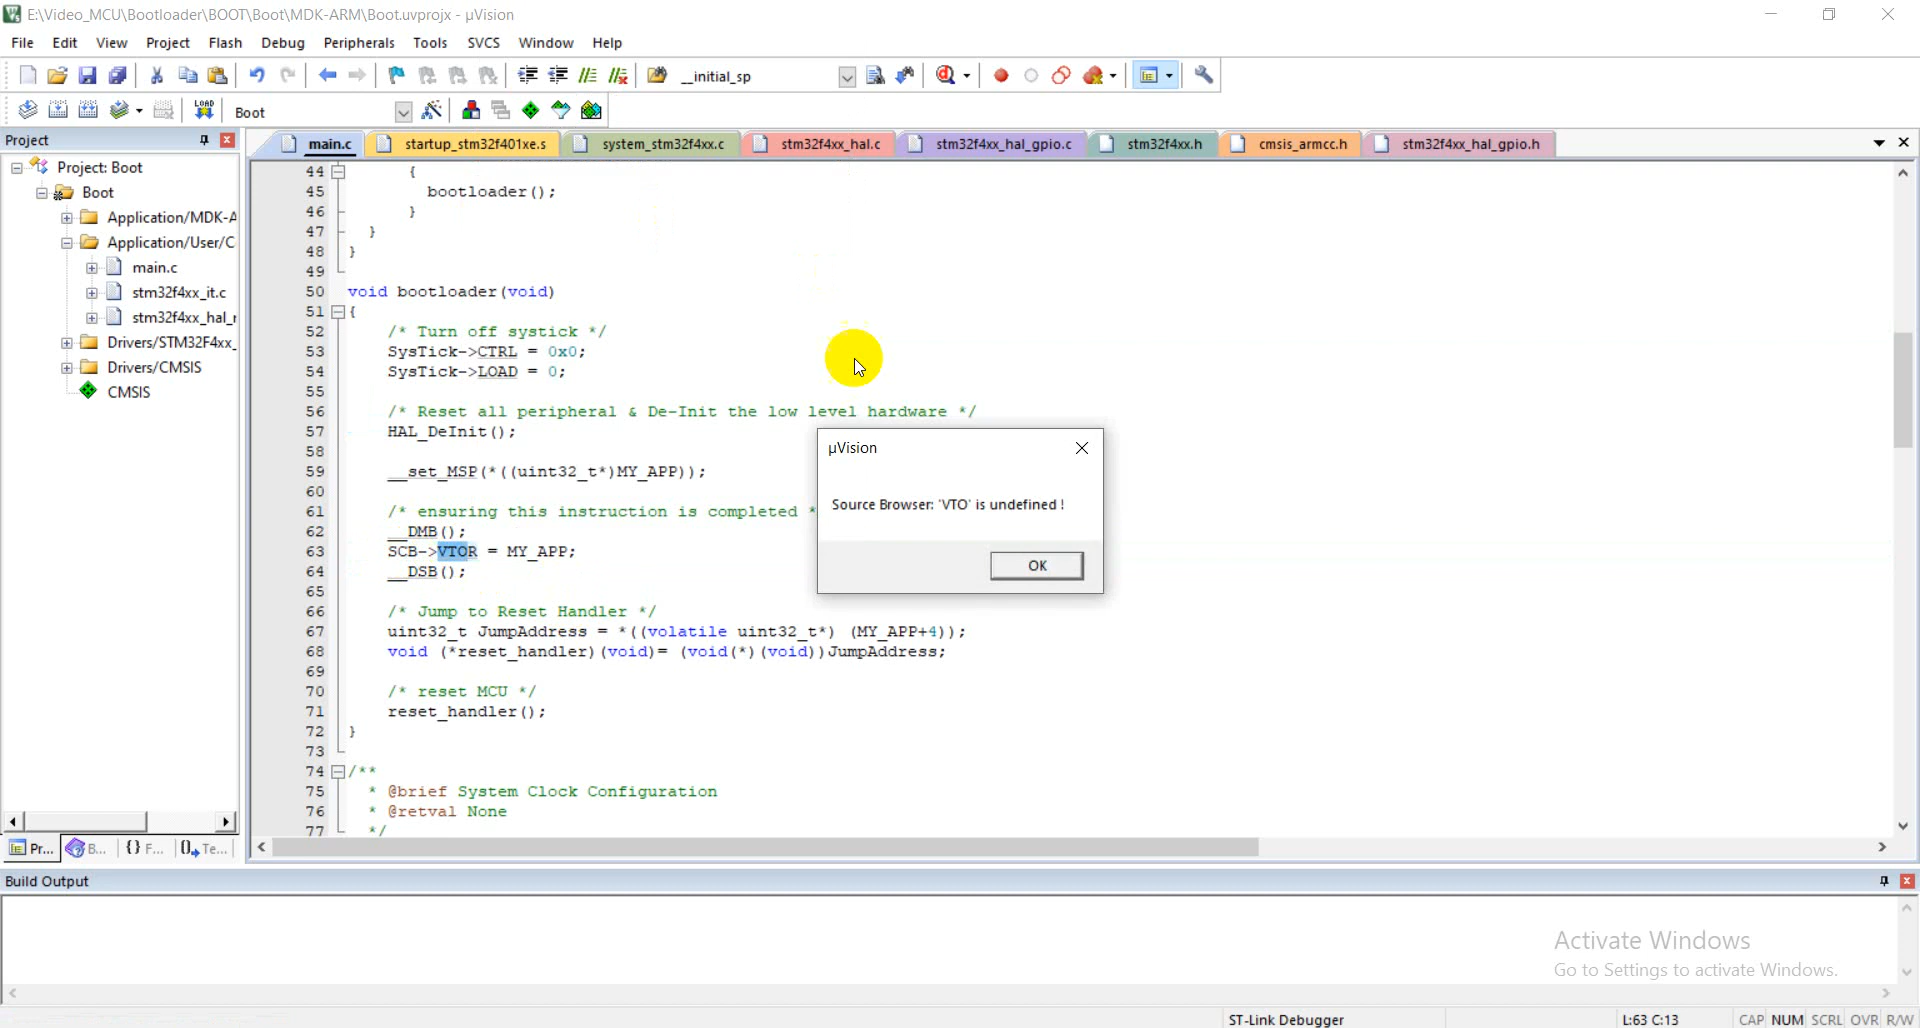 E:\Video_MCU\Bootloader\BOOT\Boot\MDK-ARM\Boot.uvprojx - µVision
File Edit View Project Flash Debug Peripherals Tools SVCS Window Help
__initial_sp
LOAD Boot
Project
main.c startup_stm32f401xe.s system_stm32f4xx.c stm32f4xx_hal.c stm32f4xx_hal_gpio.c stm32f4xx.h cmsis_armcc.h stm32f4xx_hal_gpio.h
Project: Boot
Boot
Application/MDK-A
Application/User/C
main.c
stm32f4xx_it.c
stm32f4xx_hal_r
Drivers/STM32F4xx_
Drivers/CMSIS
CMSIS
Pr... B... {} F... Te...
44 {
45 bootloader();
46 }
47 }
48 }
49
50 void bootloader(void)
51 {
52 /* Turn off systick */
53 SysTick->CTRL = 0x0;
54 SysTick->LOAD = 0;
55
56 /* Reset all peripheral & De-Init the low level hardware */
57 HAL_DeInit();
58
59 __set_MSP(*((uint32_t*)MY_APP));
60
61 /* ensuring this instruction is completed *
62 __DMB();
63 SCB->VTOR = MY_APP;
64 __DSB();
65
66 /* Jump to Reset Handler */
67 uint32_t JumpAddress = *((volatile uint32_t*) (MY_APP+4));
68 void (*reset_handler)(void)= (void(*)(void))JumpAddress;
69
70 /* reset MCU */
71 reset_handler();
72 }
73
74 /**
75 * @brief System Clock Configuration
76 * @retval None
77 */
µVision
Source Browser: 'VTO' is undefined !
OK
Build Output
Activate Windows
Go to Settings to activate Windows.
ST-Link Debugger L:63 C:13 CAP NUM SCRL OVR R/W